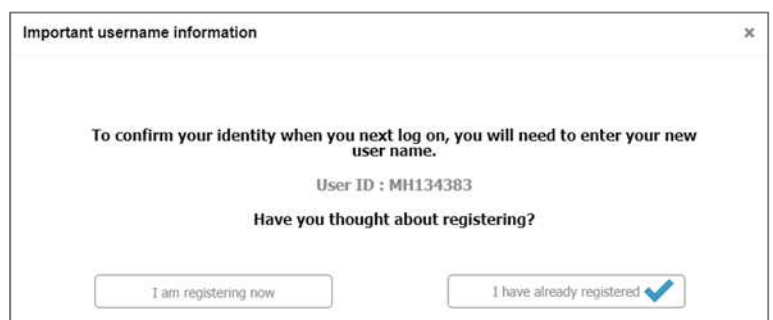 Important username information ×
To confirm your identity when you next log on, you will need to enter your new
user name.
User ID : MH134383
Have you thought about registering?
I am registering now
I have already registered